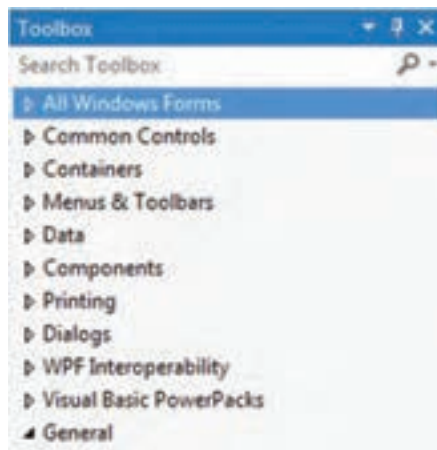 Toolbox
Search Toolbox
All Windows Forms
Common Controls
Containers
Menus & Toolbars
Data
Components
Printing
Dialogs
WPF Interoperability
Visual Basic PowerPacks
General